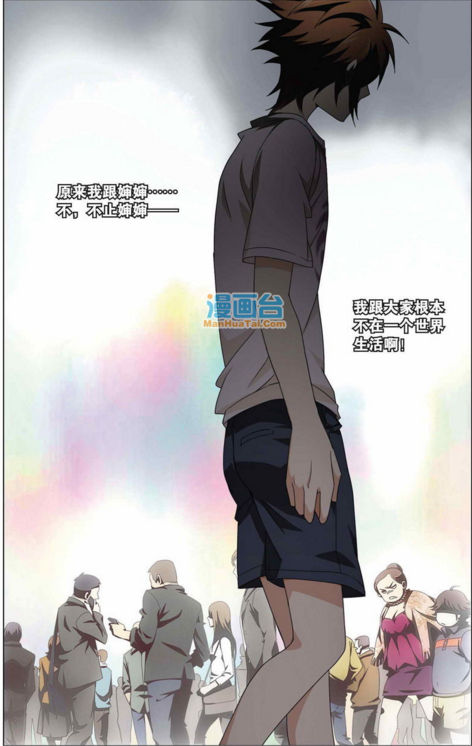 原来我跟婶婶……
不，不止婶婶——
漫画台
ManHuaTai.Com
我跟大家根本
不在一个世界
生活啊！